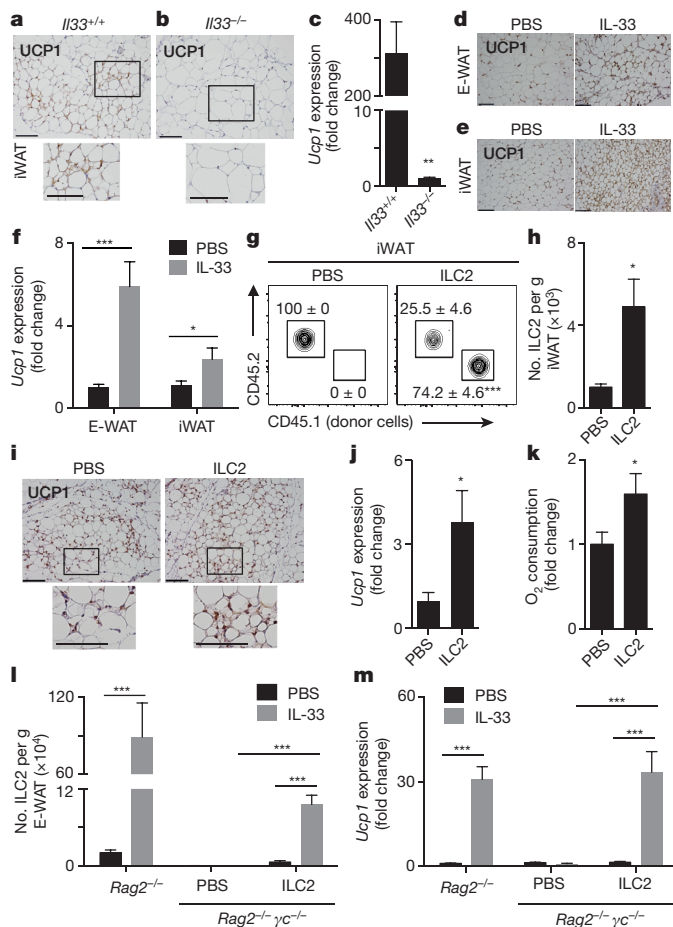 a
Il33+/+
UCP1
iWAT
b
Il33–/–
c
Ucp1 expression
(fold change)
400
300
200
10
0
**
Il33+/+
Il33–/–
d
PBS
IL-33
UCP1
E-WAT
e
PBS
IL-33
UCP1
iWAT
f
PBS
IL-33
Ucp1 expression
(fold change)
8
4
0
***
*
E-WAT
iWAT
g
iWAT
PBS
ILC2
100 ± 0
0 ± 0
25.5 ± 4.6
74.2 ± 4.6***
CD45.2
CD45.1 (donor cells)
h
No. ILC2 per g
iWAT (×10³)
8
4
0
*
PBS
ILC2
i
PBS
ILC2
UCP1
j
Ucp1 expression
(fold change)
6
3
0
*
PBS
ILC2
k
O₂ consumption
(fold change)
2
1
0
*
PBS
ILC2
l
PBS
IL-33
No. ILC2 per g
E-WAT (×10⁴)
120
60
12
0
***
***
***
Rag2–/–
PBS
ILC2
Rag2–/– γc–/–
m
PBS
IL-33
Ucp1 expression
(fold change)
60
30
0
***
***
***
Rag2–/–
PBS
ILC2
Rag2–/– γc–/–